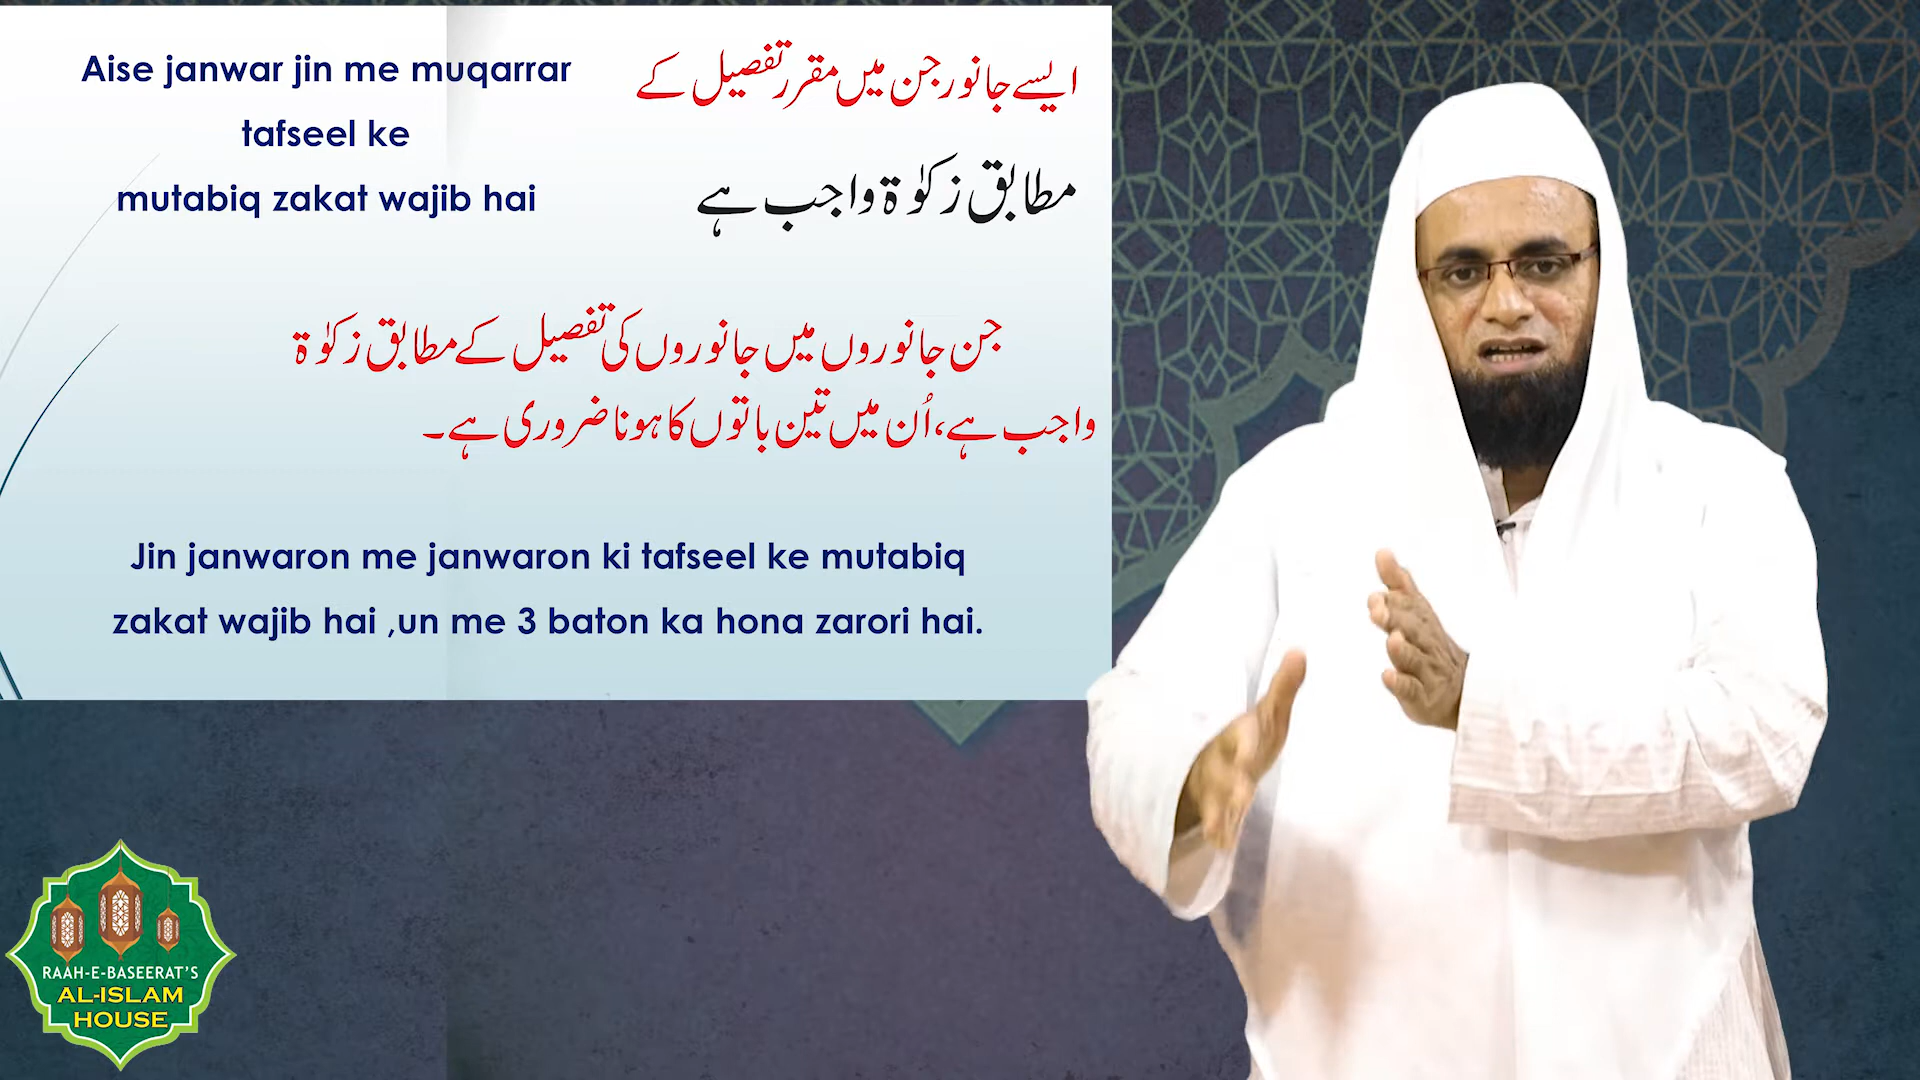 Aise janwar jin me muqarrar
tafseel ke
mutabiq zakat wajib hai
ایسے جانور جن میں مقرر تفصیل کے
مطابق زکوٰۃ واجب ہے
جن جانوروں میں جانوروں کی تفصیل کے مطابق زکوٰۃ
واجب ہے، اُن میں تین باتوں کا ہونا ضروری ہے۔
Jin janwaron me janwaron ki tafseel ke mutabiq
zakat wajib hai ,un me 3 baton ka hona zarori hai.
RAAH-E-BASEERAT'S
AL-ISLAM
HOUSE